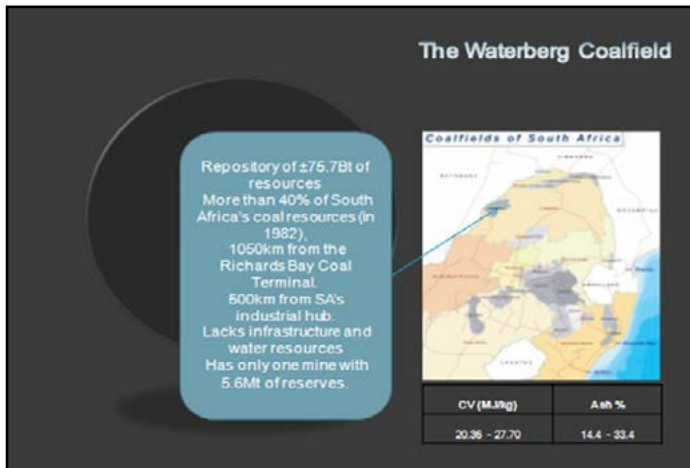 The Waterberg Coalfield
Repository of ±75.7Bt of
resources
More than 40% of South
Africa's coal resources (in
1982),
1050km from the
Richards Bay Coal
Terminal.
500km from SA's
industrial hub.
Lacks infrastructure and
water resources
Has only one mine with
5.6Mt of reserves.
Coalfields of South Africa
BOTSWANA
ZIMBABWE
LESOTHO
CV (MJ/kg) Ash %
20.36 - 27.70 14.4 - 33.4